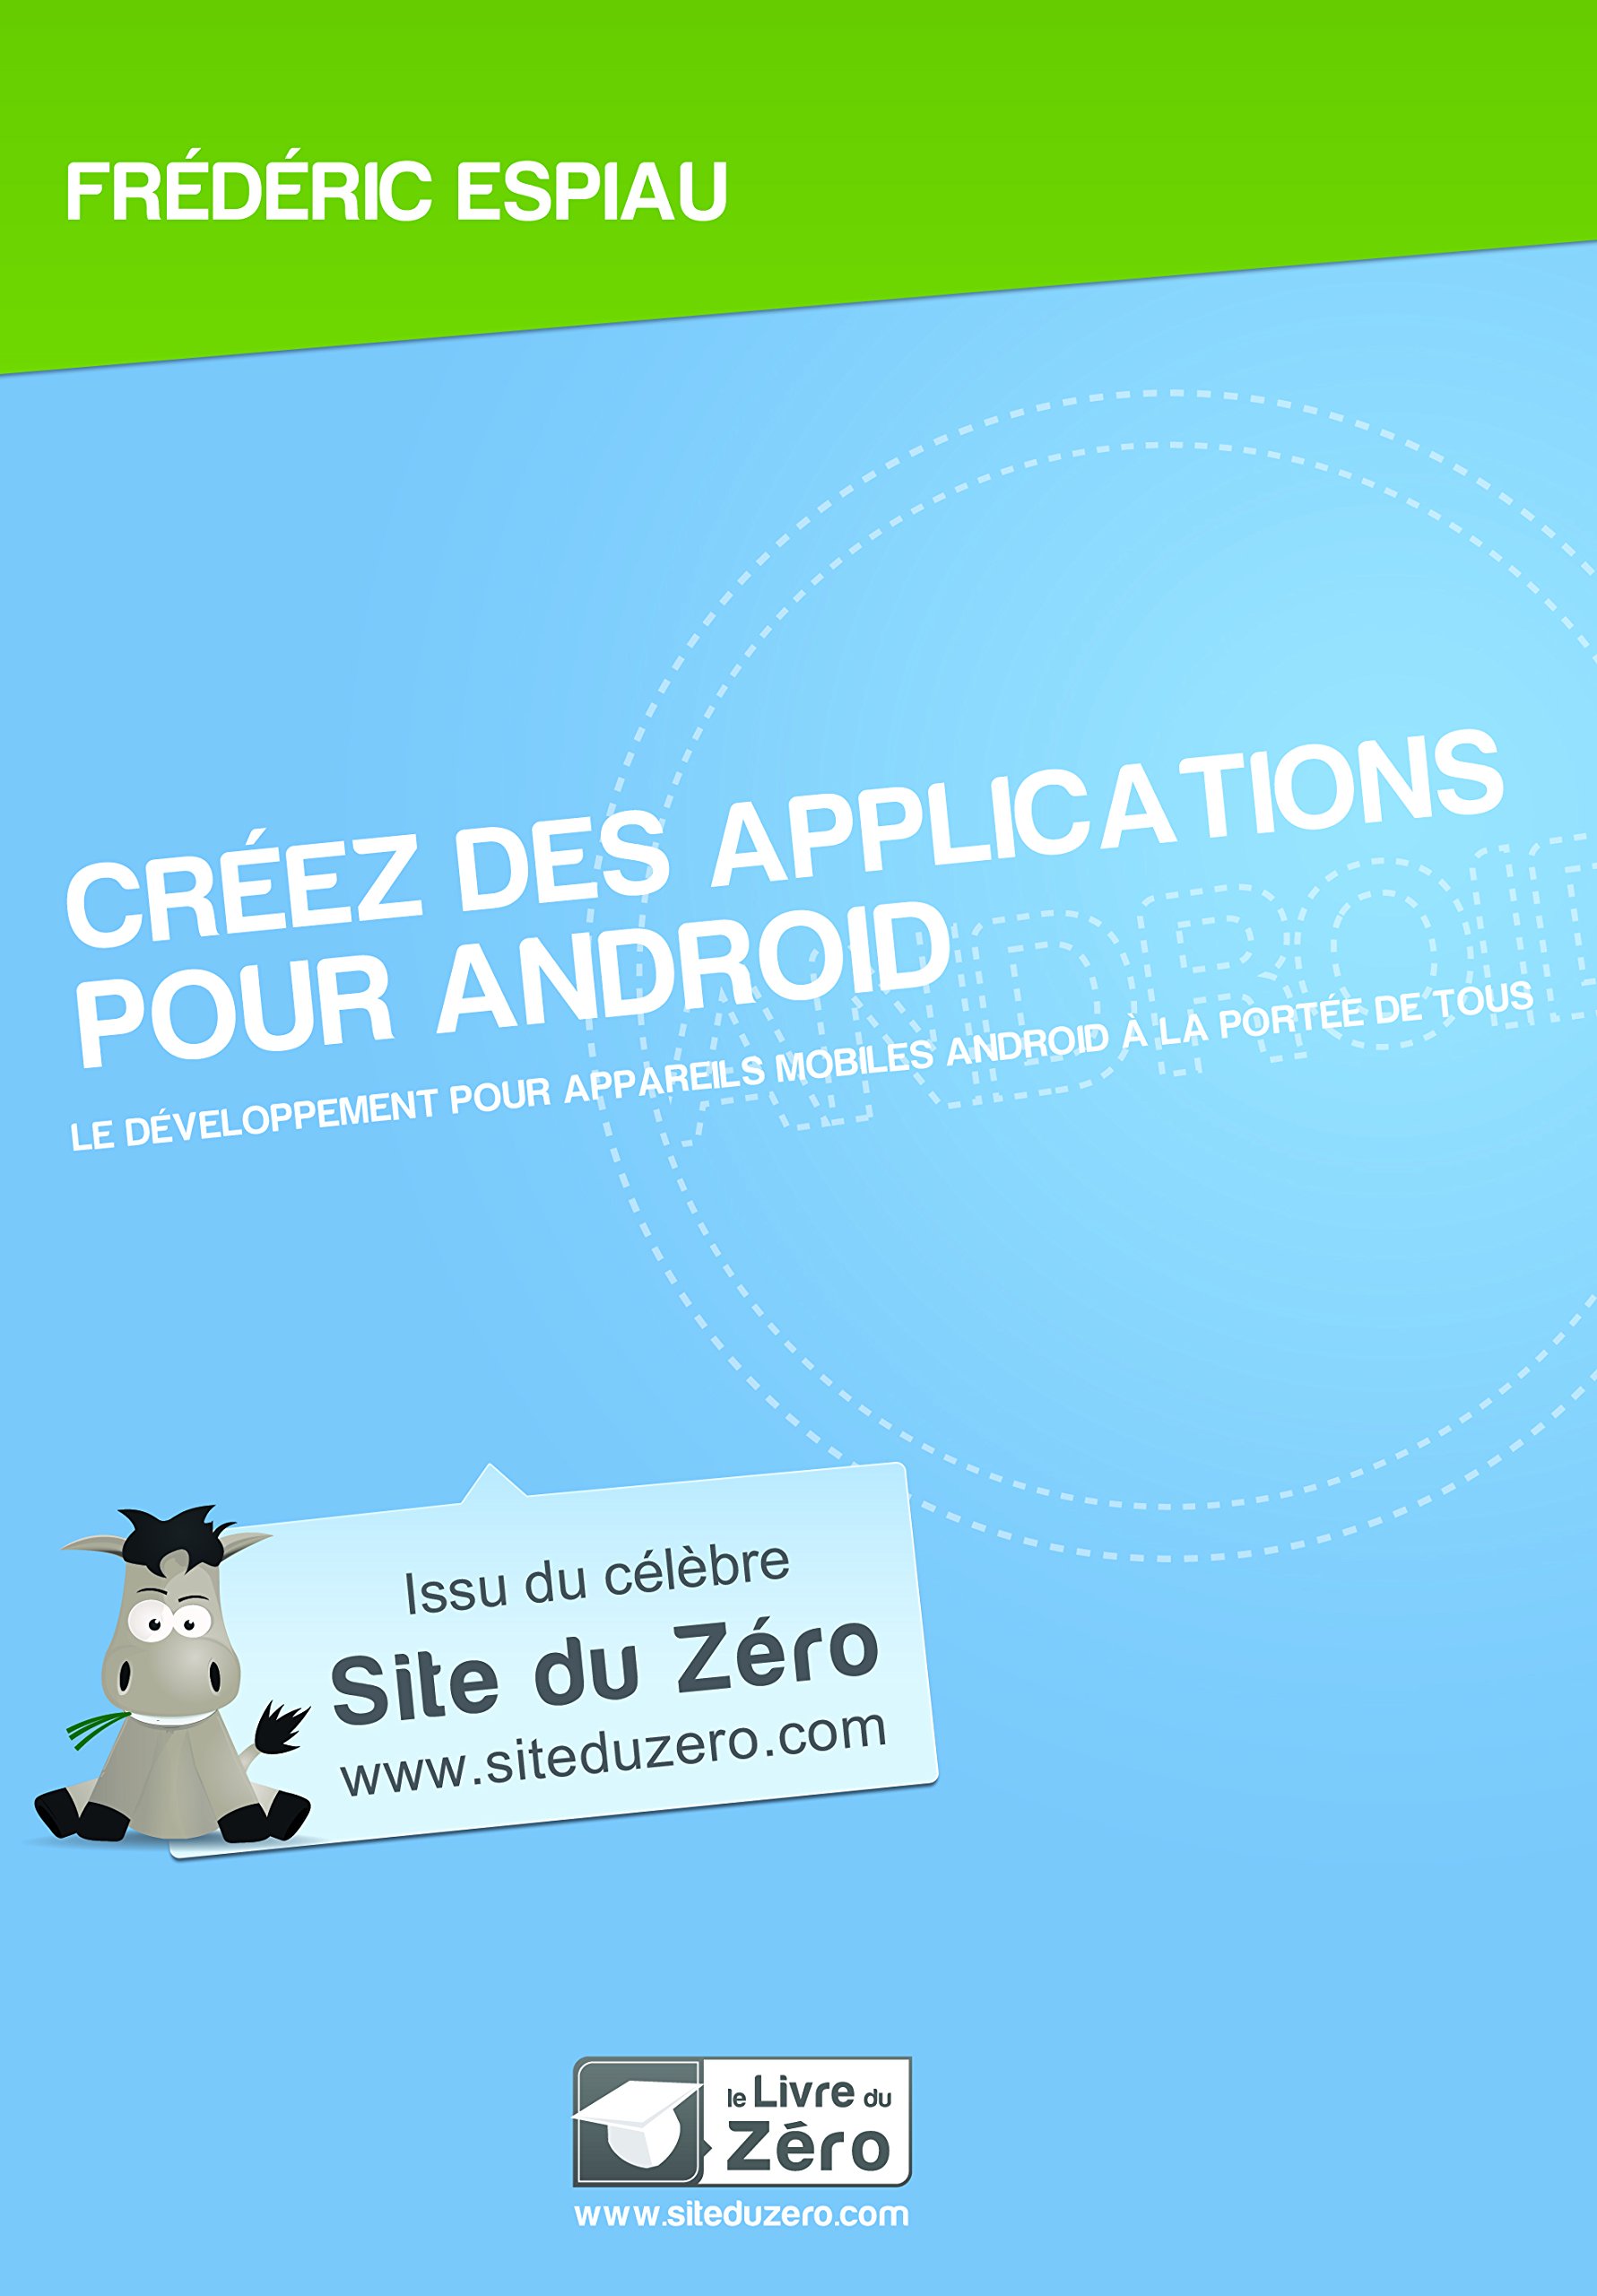 FRÉDÉRIC ESPIAU
CRÉEZ DES APPLICATIONS
POUR ANDROID
ANDROID
LE DÉVELOPPEMENT POUR APPAREILS MOBILES ANDROID À LA PORTÉE DE TOUS
Issu du célèbre
Site du Zéro
www.siteduzero.com
le Livre du
Zéro
www.siteduzero.com